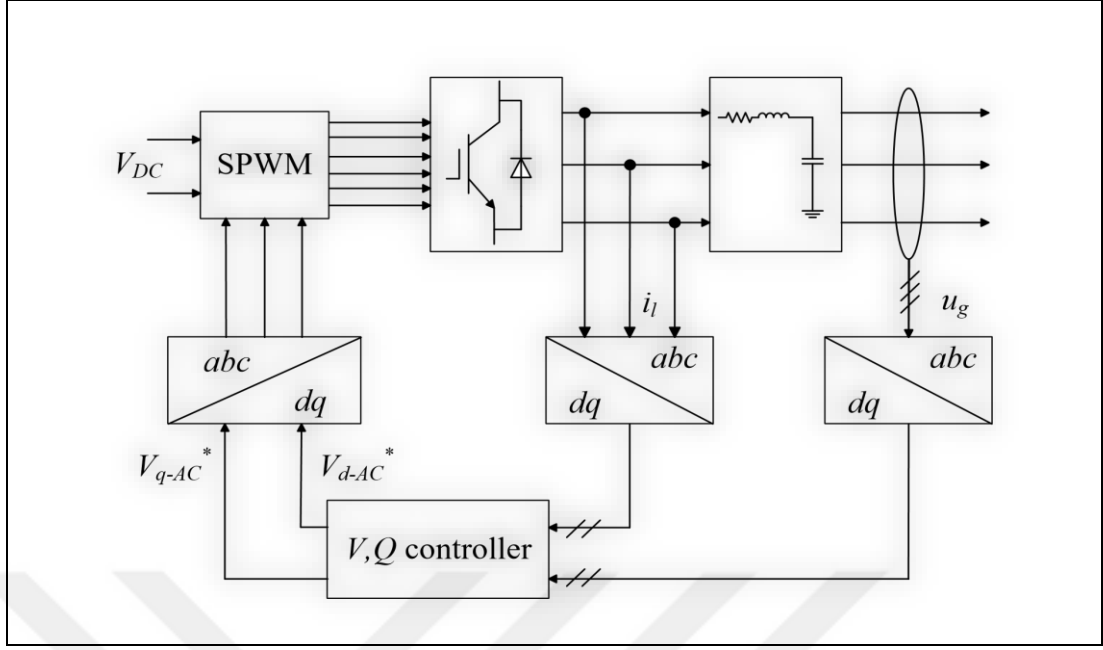 V_DC
SPWM
i_l
u_g
abc
dq
abc
dq
abc
dq
V_q-AC*
V_d-AC*
V,Q controller